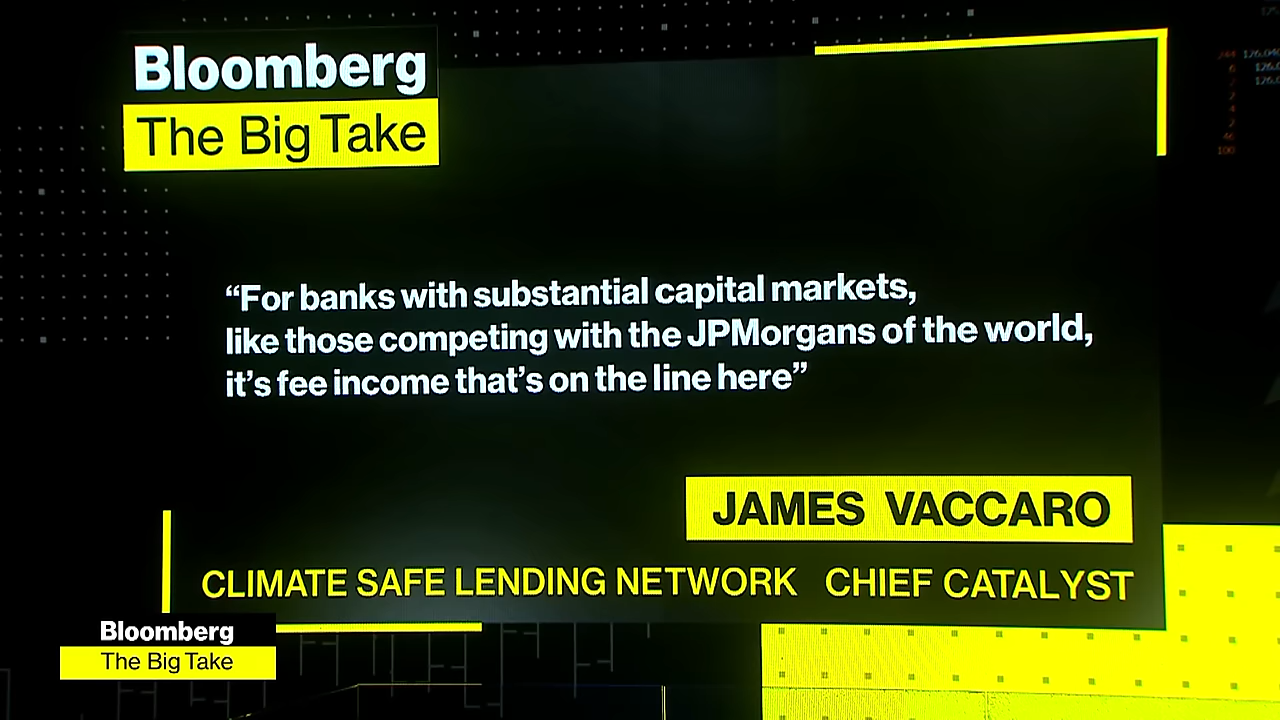 Bloomberg
The Big Take
“For banks with substantial capital markets,
like those competing with the JPMorgans of the world,
it’s fee income that’s on the line here”
JAMES VACCARO
CLIMATE SAFE LENDING NETWORK CHIEF CATALYST
Bloomberg
The Big Take